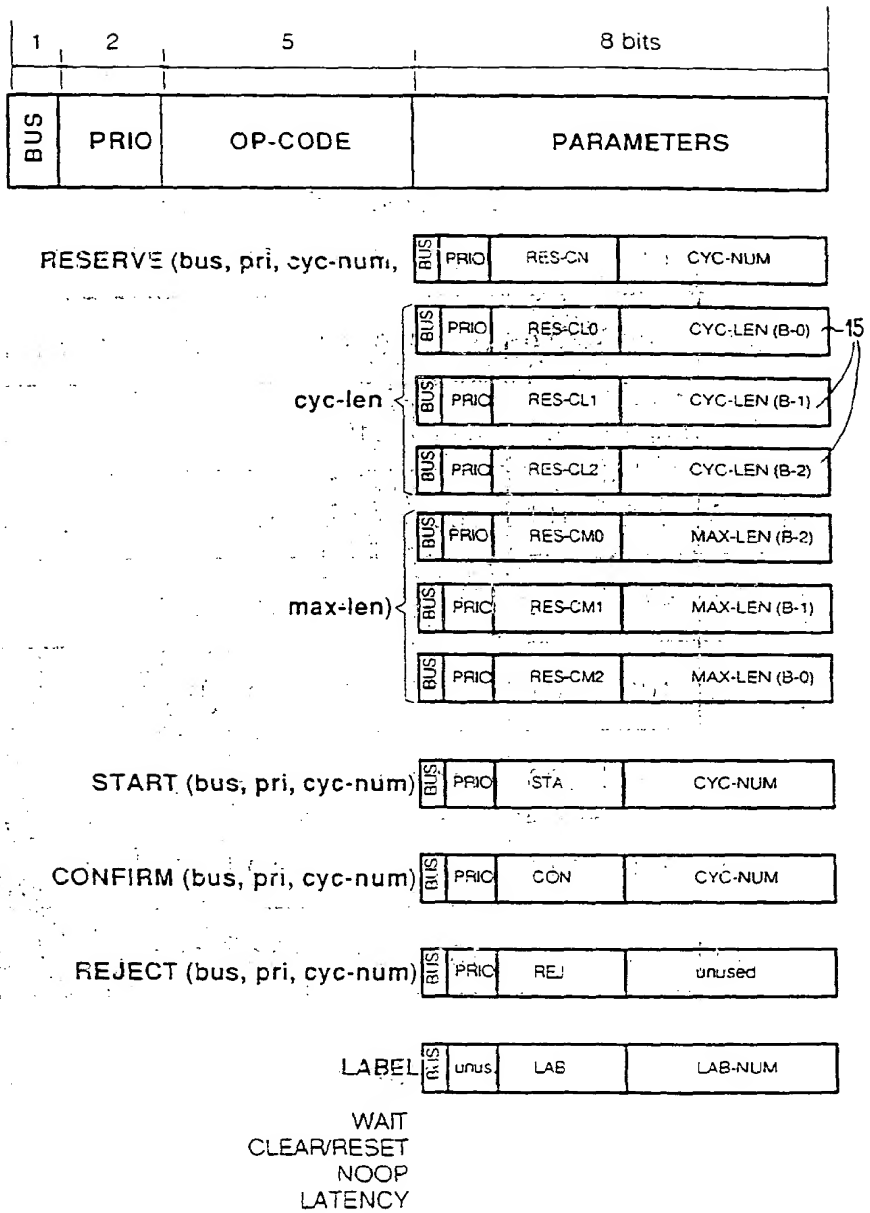 1 2 5 8 bits
BUS PRIO OP-CODE PARAMETERS
RESERVE (bus, pri, cyc-num, BUS PRIO RES-CN CYC-NUM
BUS PRIO RES-CL0 CYC-LEN (B-0) 15
cyc-len BUS PRIO RES-CL1 CYC-LEN (B-1)
BUS PRIO RES-CL2 CYC-LEN (B-2)
BUS PRIO RES-CM0 MAX-LEN (B-2)
max-len) BUS PRIO RES-CM1 MAX-LEN (B-1)
BUS PRIO RES-CM2 MAX-LEN (B-0)
START (bus, pri, cyc-num) BUS PRIO STA CYC-NUM
CONFIRM (bus, pri, cyc-num) BUS PRIO CON CYC-NUM
REJECT (bus, pri, cyc-num) BUS PRIO REJ unused
LABEL BUS unus. LAB LAB-NUM
WAIT
CLEAR/RESET
NOOP
LATENCY